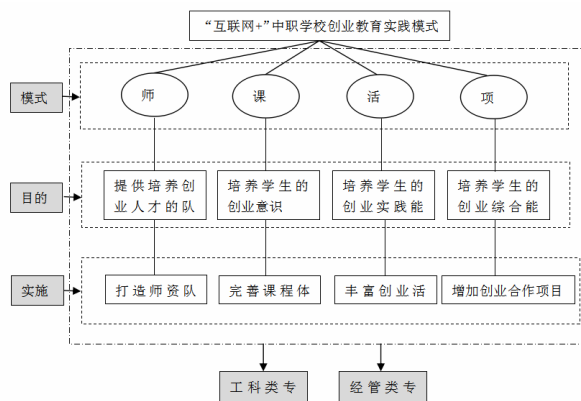 “互联网+”中职学校创业教育实践模式
模式
师
课
活
项
目的
提供培养创
业人才的队
培养学生的
创业意识
培养学生的
创业实践能
培养学生的
创业综合能
实施
打造师资队
完善课程体
丰富创业活
增加创业合作项目
工科类专
经管类专